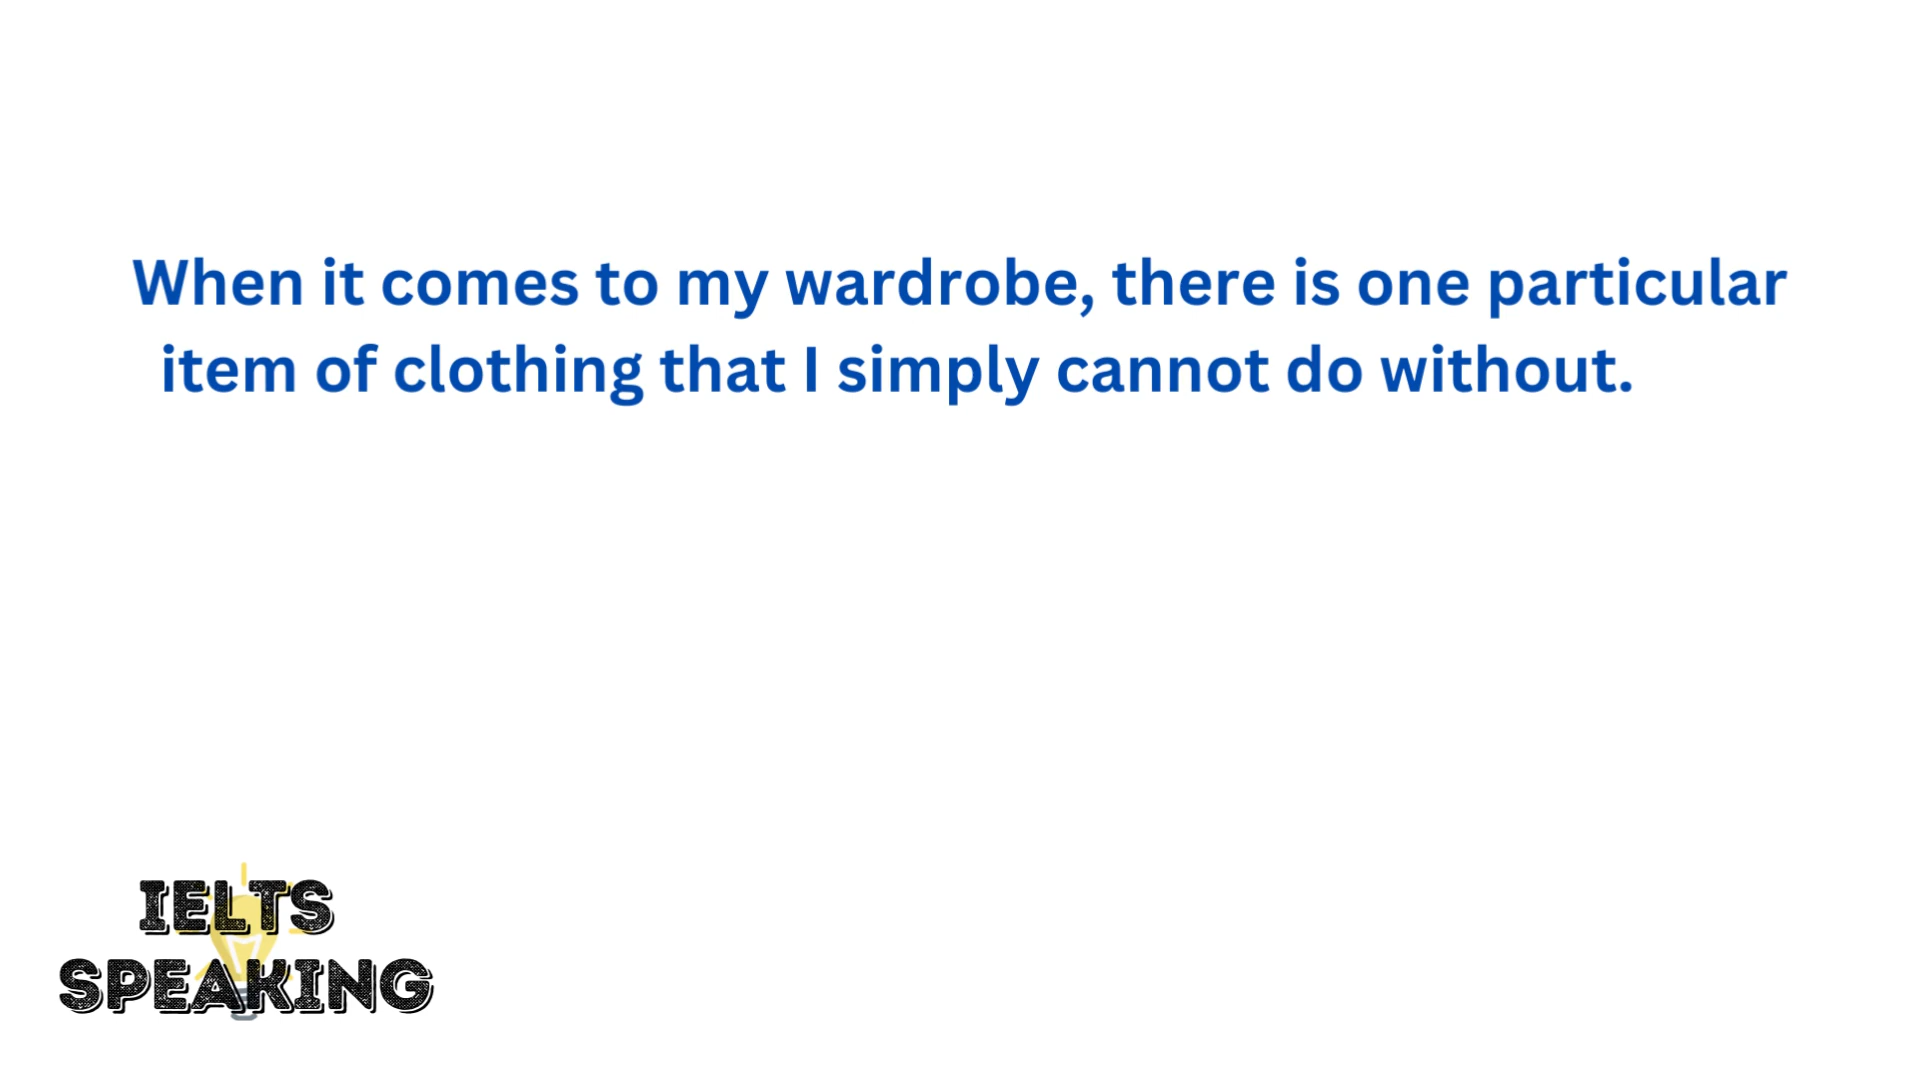 When it comes to my wardrobe, there is one particular
item of clothing that I simply cannot do without.
IELTS
SPEAKING